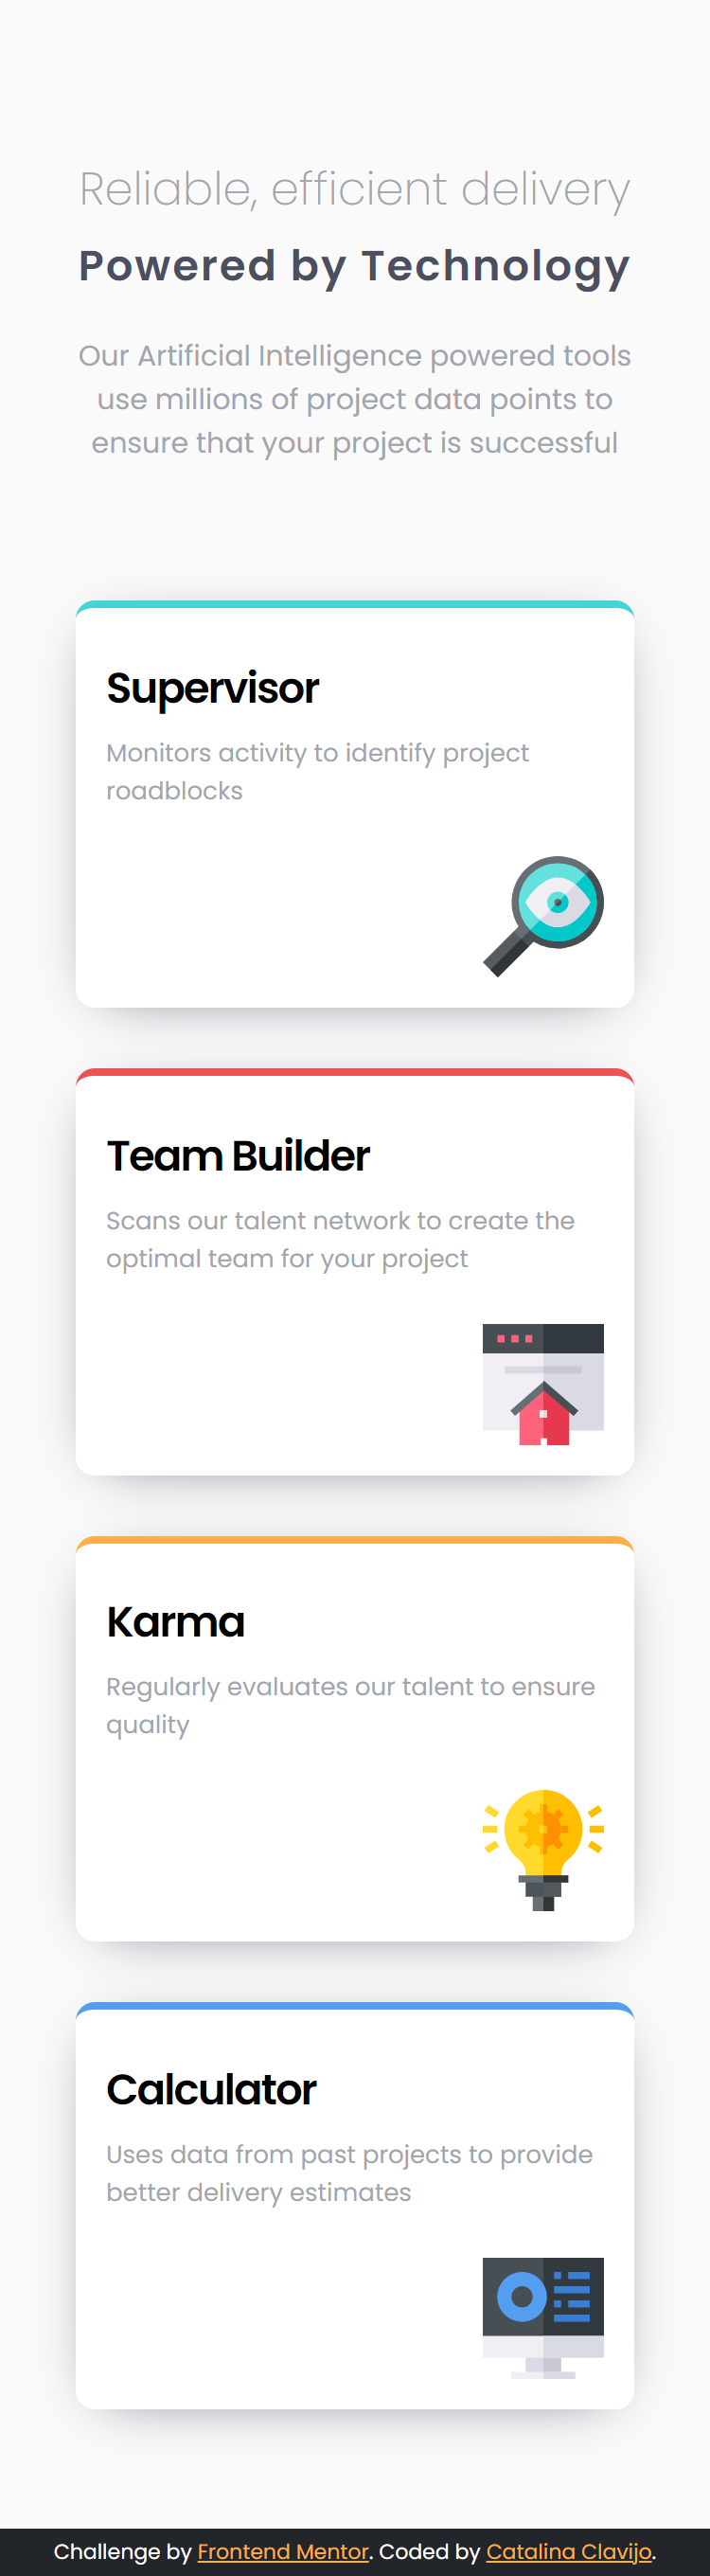 Reliable, efficient delivery
Powered by Technology
Our Artificial Intelligence powered tools
use millions of project data points to
ensure that your project is successful
Supervisor
Monitors activity to identify project
roadblocks
Team Builder
Scans our talent network to create the
optimal team for your project
Karma
Regularly evaluates our talent to ensure
quality
Calculator
Uses data from past projects to provide
better delivery estimates
Challenge by Frontend Mentor. Coded by Catalina Clavijo.